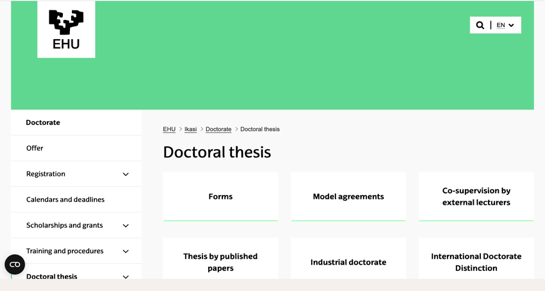 EHU
EN
Doctorate
Offer
Registration
Calendars and deadlines
Scholarships and grants
Training and procedures
Doctoral thesis
EHU > Ikasi > Doctorate > Doctoral thesis
Doctoral thesis
Forms
Model agreements
Co-supervision by
external lecturers
Thesis by published
papers
Industrial doctorate
International Doctorate
Distinction